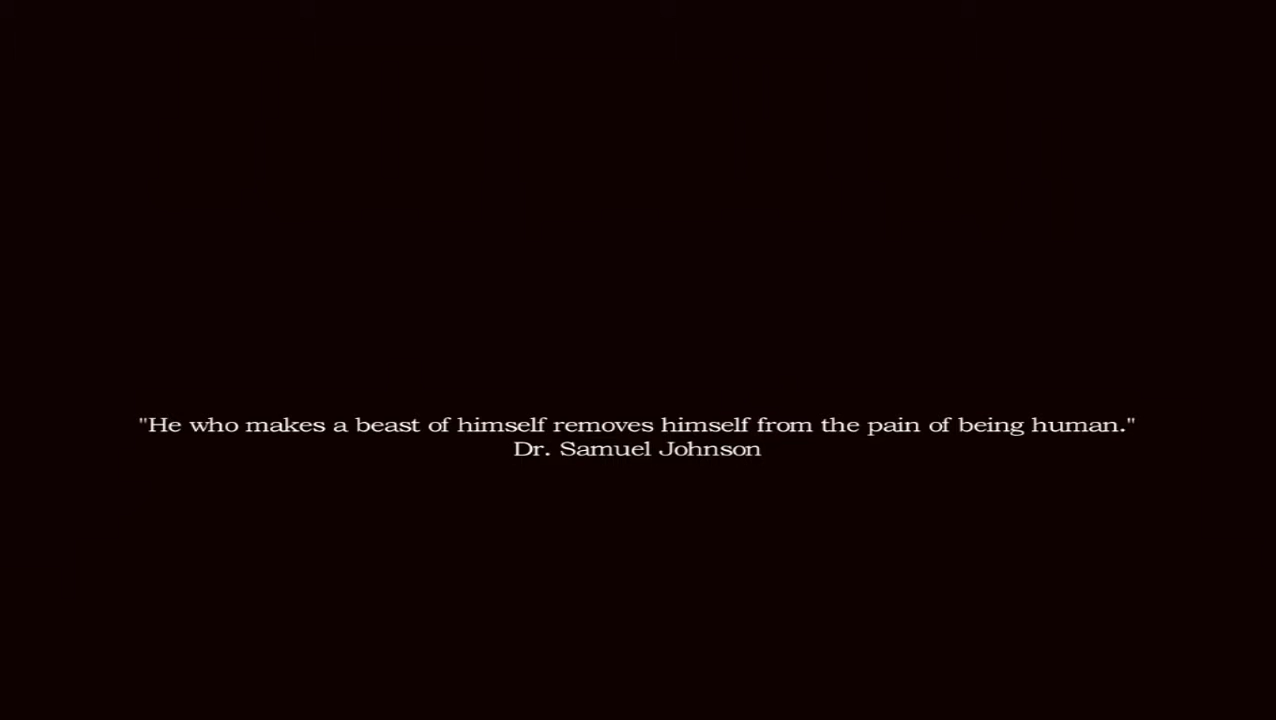 "He who makes a beast of himself removes himself from the pain of being human."
Dr. Samuel Johnson